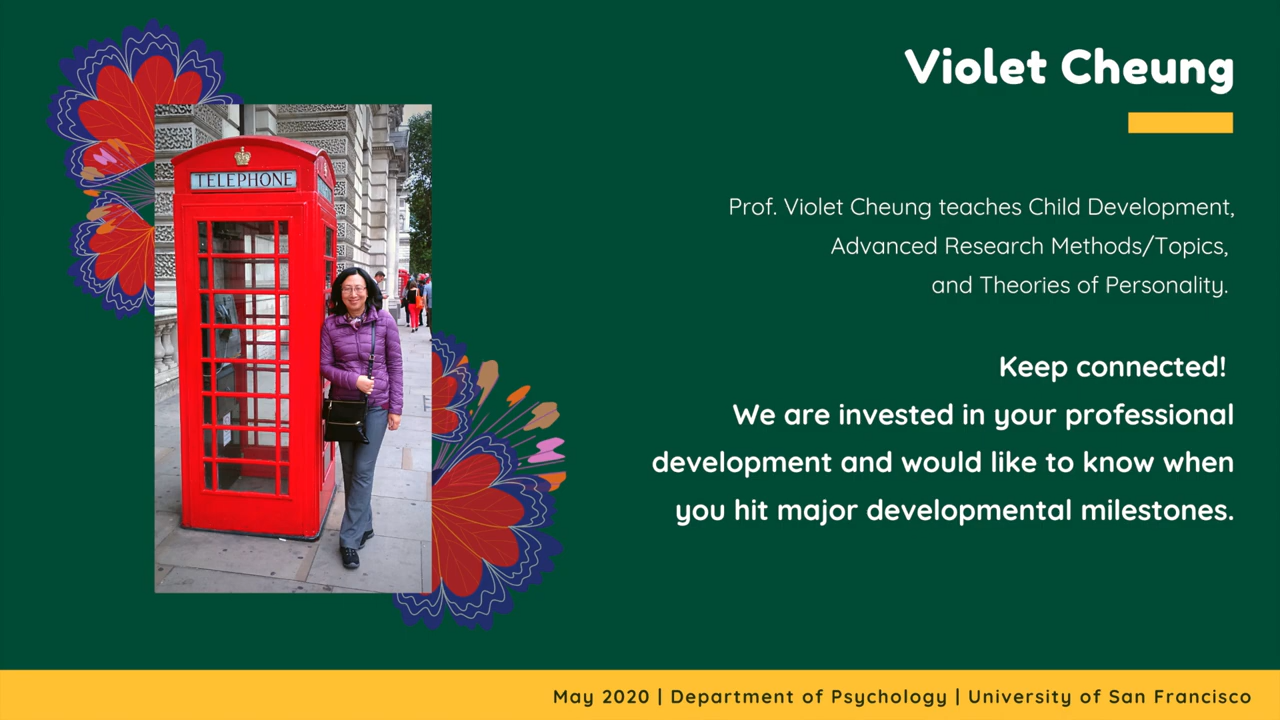 Violet Cheung
TELEPHONE
Prof. Violet Cheung teaches Child Development,
Advanced Research Methods/Topics,
and Theories of Personality.
Keep connected!
We are invested in your professional
development and would like to know when
you hit major developmental milestones.
May 2020 | Department of Psychology | University of San Francisco